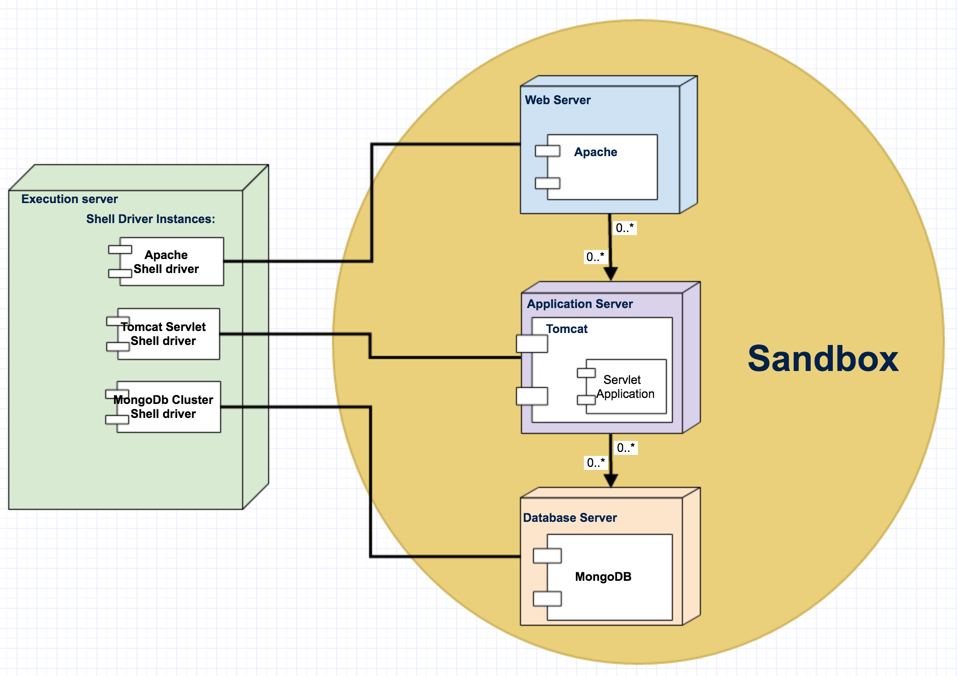 Execution server
Shell Driver Instances:
Apache
Shell driver
Tomcat Servlet
Shell driver
MongoDb Cluster
Shell driver
Web Server
Apache
0..*
0..*
Application Server
Tomcat
Servlet
Application
0..*
0..*
Database Server
MongoDB
Sandbox